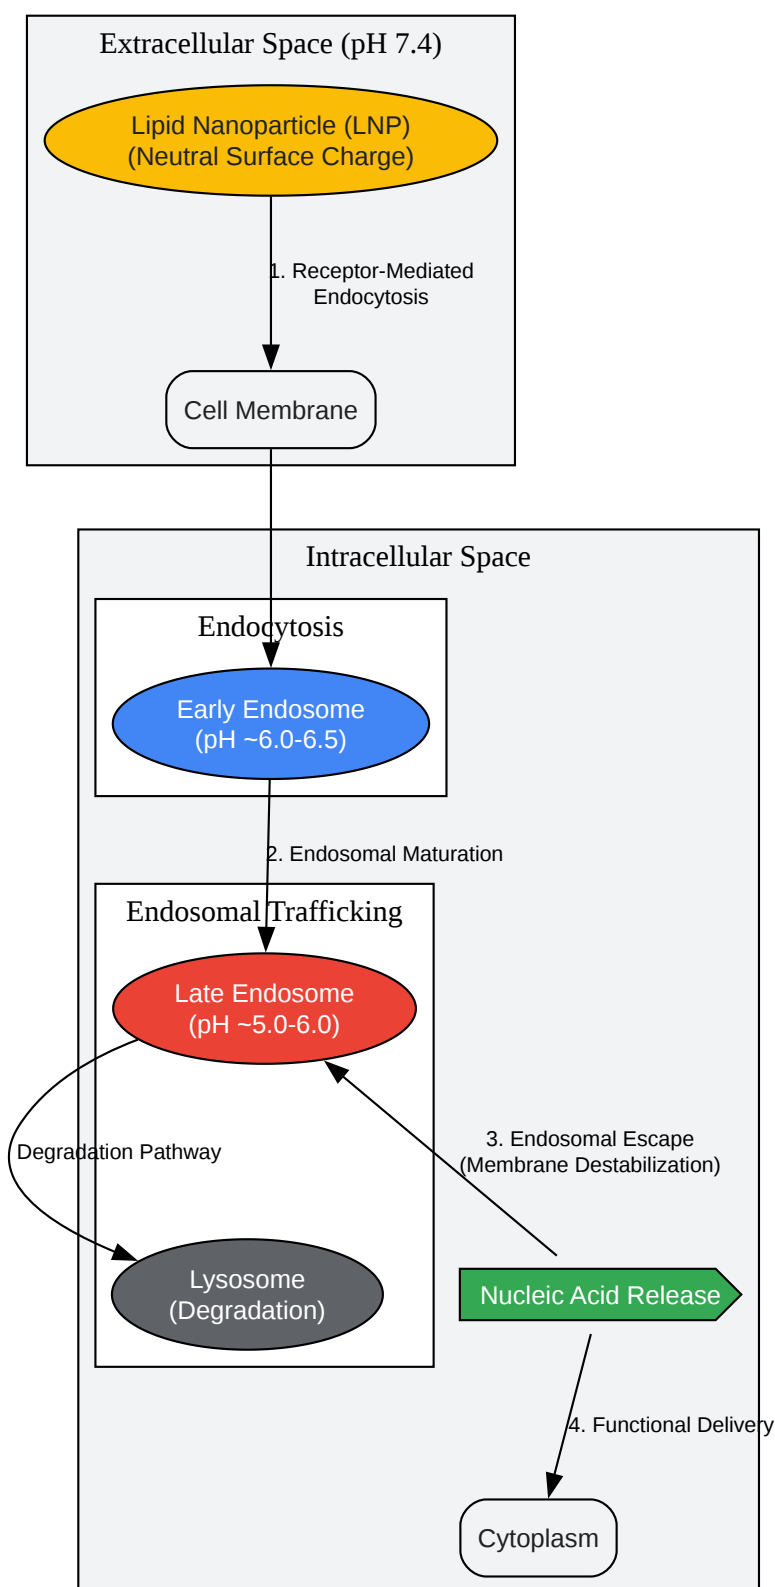 Extracellular Space (pH 7.4)
Lipid Nanoparticle (LNP)
(Neutral Surface Charge)
1. Receptor-Mediated
Endocytosis
Cell Membrane
Intracellular Space
Endocytosis
Early Endosome
(pH ~6.0-6.5)
2. Endosomal Maturation
Endosomal Trafficking
Late Endosome
(pH ~5.0-6.0)
3. Endosomal Escape
(Membrane Destabilization)
Degradation Pathway
Lysosome
(Degradation)
Nucleic Acid Release
4. Functional Delivery
Cytoplasm